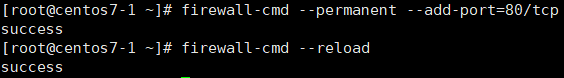 [root@centos7-1 ~]# firewall-cmd --permanent --add-port=80/tcp
success
[root@centos7-1 ~]# firewall-cmd --reload
success